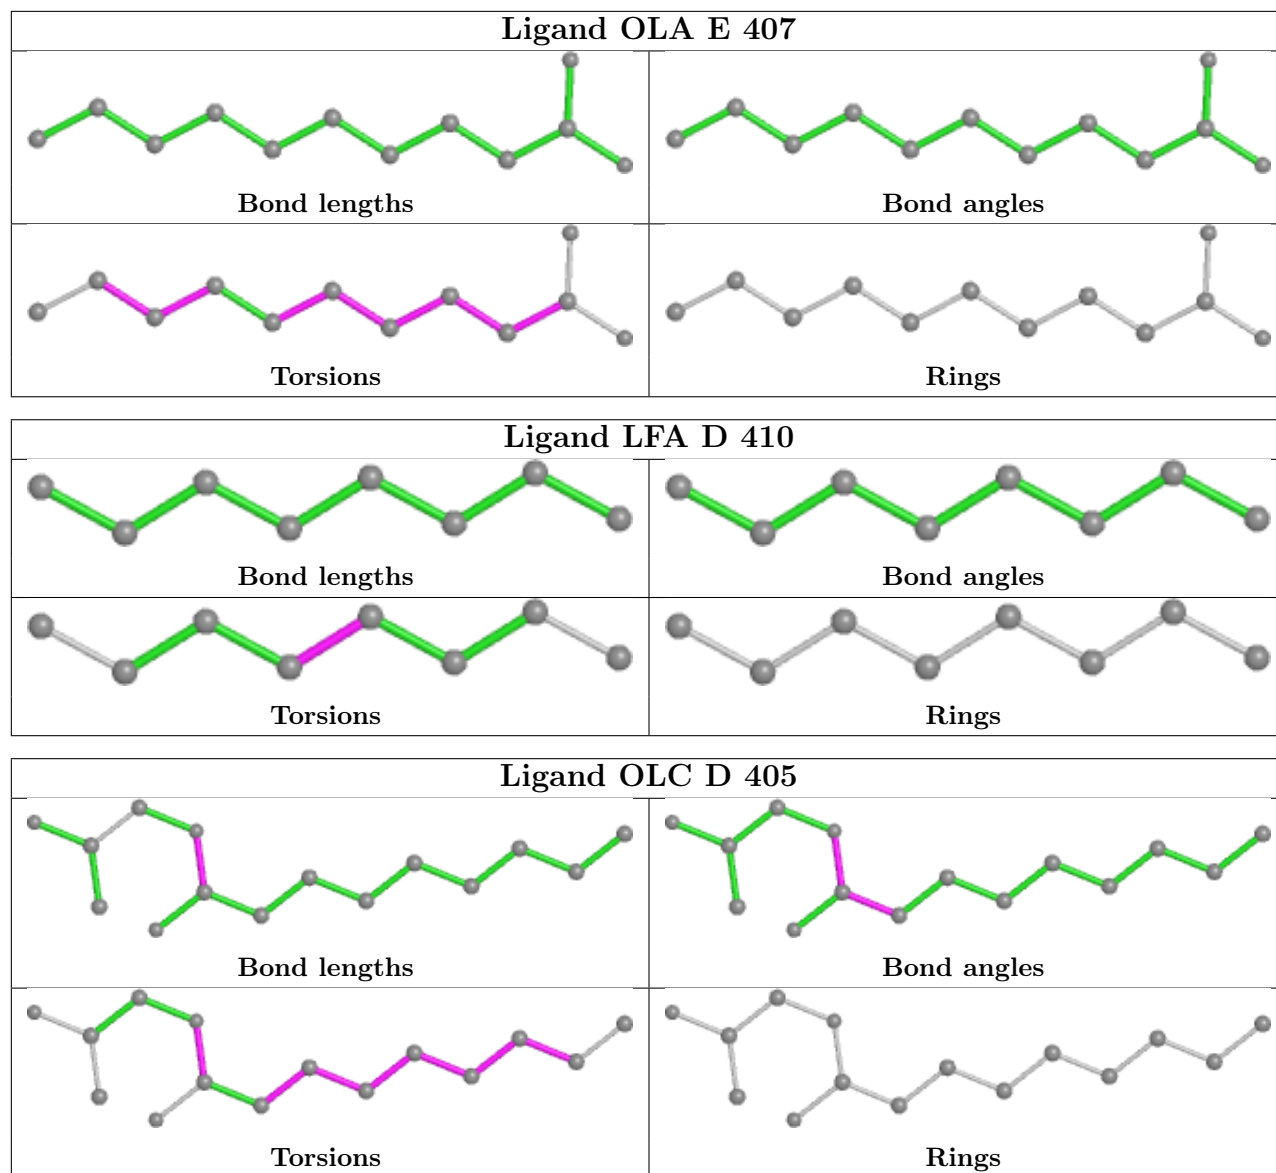 Ligand OLA E 407
Bond lengths
Bond angles
Torsions
Rings
Ligand LFA D 410
Bond lengths
Bond angles
Torsions
Rings
Ligand OLC D 405
Bond lengths
Bond angles
Torsions
Rings